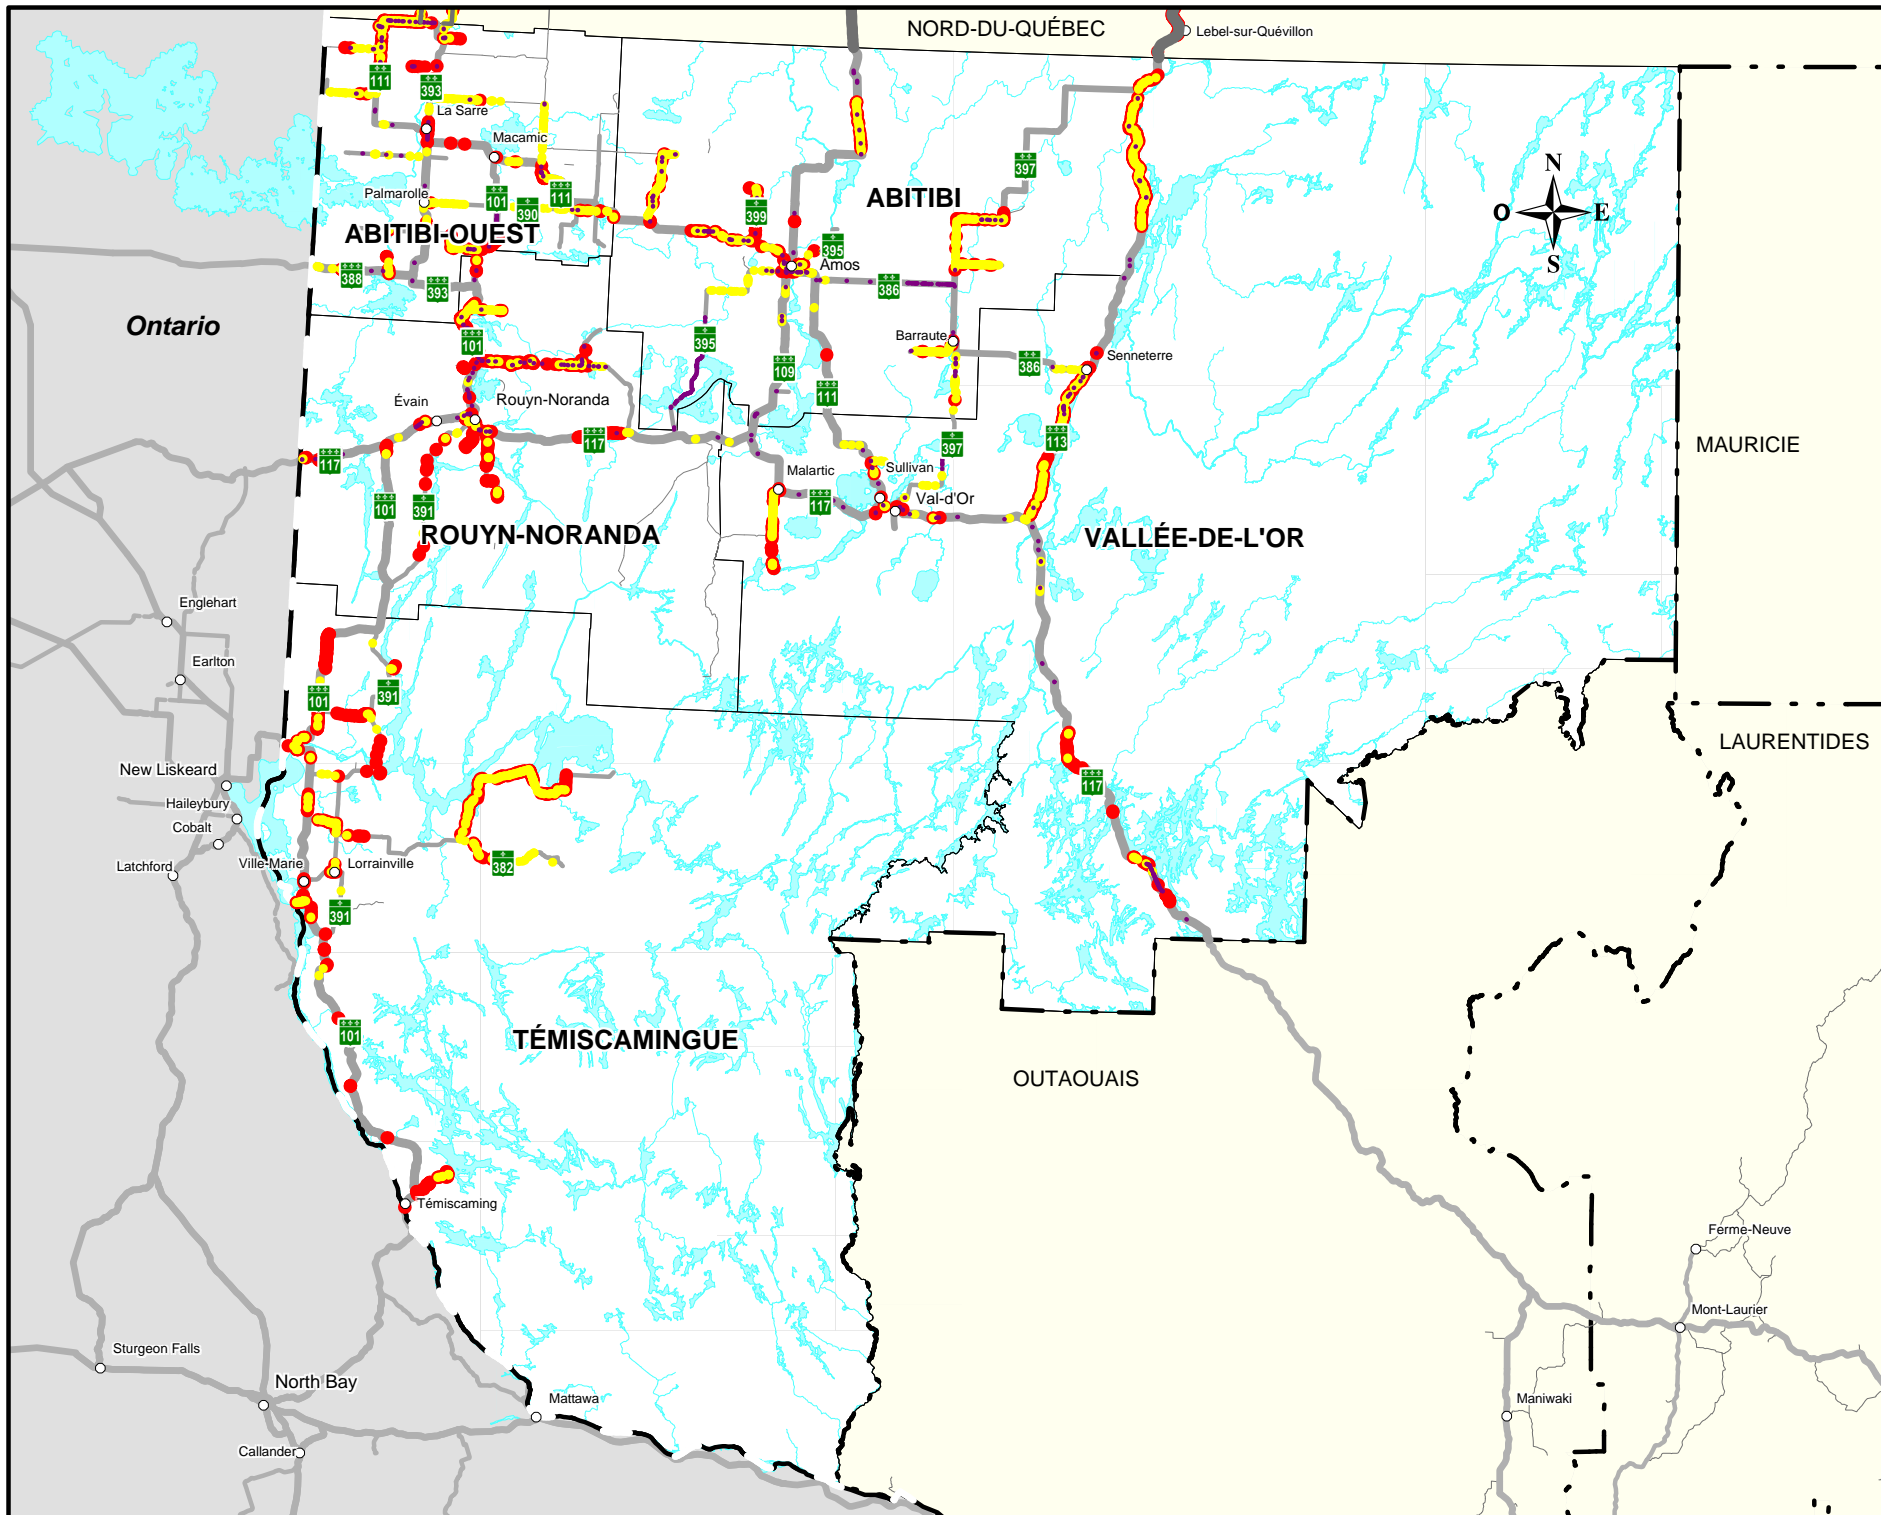 NORD-DU-QUÉBEC
Lebel-sur-Quévillon
111
393
La Sarre
Macamic
397
N
O
E
S
Palmarolle
101
390
111
399
ABITIBI
ABITIBI-OUEST
395
Amos
388
393
386
Ontario
101
395
Barraute
Senneterre
109
386
111
Évain
Rouyn-Noranda
117
397
113
MAURICIE
117
Malartic
Sullivan
101
391
117
Val-d'Or
ROUYN-NORANDA
VALLÉE-DE-L'OR
Englehart
Earlton
101
391
LAURENTIDES
New Liskeard
117
Haileybury
Cobalt
Latchford
Ville-Marie
Lorrainville
382
391
101
TÉMISCAMINGUE
OUTAOUAIS
Témiscaming
Ferme-Neuve
Mont-Laurier
Sturgeon Falls
North Bay
Mattawa
Maniwaki
Callander